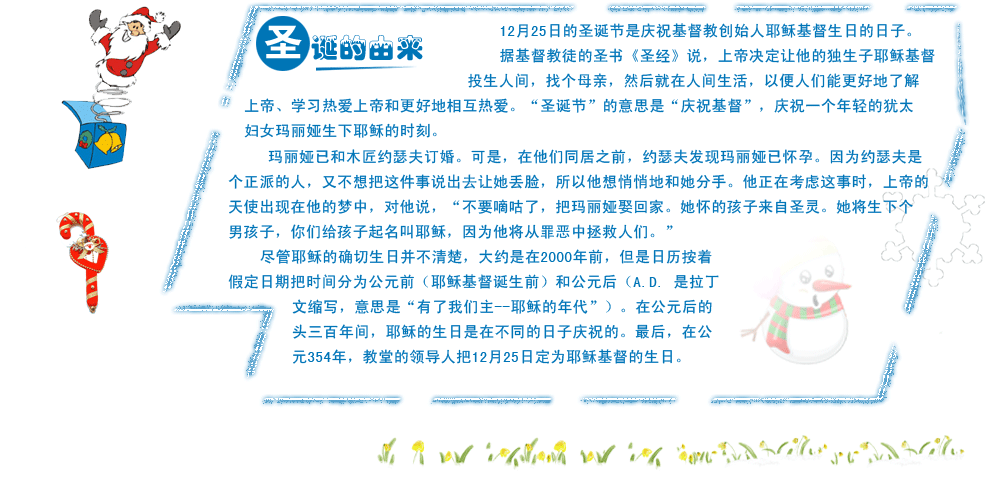 圣诞的由来
12月25日的圣诞节是庆祝基督教创始人耶稣基督生日的日子。
据基督教徒的圣书《圣经》说，上帝决定让他的独生子耶稣基督
投生人间，找个母亲，然后就在人间生活，以便人们能更好地了解
上帝、学习热爱上帝和更好地相互热爱。“圣诞节”的意思是“庆祝基督”，庆祝一个年轻的犹太
妇女玛丽娅生下耶稣的时刻。
玛丽娅已和木匠约瑟夫订婚。可是，在他们同居之前，约瑟夫发现玛丽娅已怀孕。因为约瑟夫是
个正派的人，又不想把这件事说出去让她丢脸，所以他想悄悄地和她分手。他正在考虑这事时，上帝的
天使出现在他的梦中，对他说，“不要嘀咕了，把玛丽娅娶回家。她怀的孩子来自圣灵。她将生下个
男孩子，你们给孩子起名叫耶稣，因为他将从罪恶中拯救人们。”
尽管耶稣的确切生日并不清楚，大约是在2000年前，但是日历按着
假定日期把时间分为公元前（耶稣基督诞生前）和公元后（A.D. 是拉丁
文缩写，意思是“有了我们主--耶稣的年代”）。在公元后的
头三百年间，耶稣的生日是在不同的日子庆祝的。最后，在公
元354年，教堂的领导人把12月25日定为耶稣基督的生日。